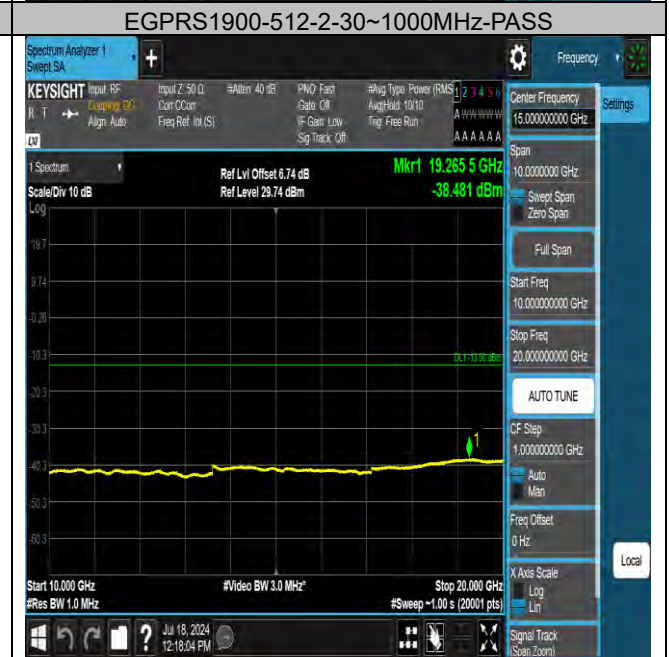 EGPRS1900-512-2-30~1000MHz-PASS
Spectrum Analyzer 1
Swept SA
+
Frequency
KEYSIGHT
R T
Input: RF
Coupling: DC
Align: Auto
Input Z: 50 Ω
Corr CCorr
Freq Ref: Int (S)
#Atten: 40 dB
PNO: Fast
Gate: Off
IF Gain: Low
Sig Track: Off
#Avg Type: Power (RMS
Avg|Hold: 10/10
Trig: Free Run
1 2 3 4 5 6
A W W W W W
A A A A A A
LXI
1 Spectrum
Scale/Div 10 dB
Log
Ref Lvl Offset 6.74 dB
Ref Level 29.74 dBm
Mkr1 19.265 5 GHz
-38.481 dBm
19.7
9.74
-0.26
-10.3
-20.3
-30.3
-40.3
-50.3
-60.3
DL1 -13.00 dBm
1
Start 10.000 GHz
#Res BW 1.0 MHz
#Video BW 3.0 MHz*
Stop 20.000 GHz
#Sweep ~1.00 s (20001 pts)
Jul 18, 2024
12:18:04 PM
?
Center Frequency
15.000000000 GHz
Settings
Span
10.0000000 GHz
Swept Span
Zero Span
Full Span
Start Freq
10.000000000 GHz
Stop Freq
20.000000000 GHz
AUTO TUNE
CF Step
1.000000000 GHz
Auto
Man
Freq Offset
0 Hz
X Axis Scale
Log
Lin
Local
Signal Track
(Span Zoom)